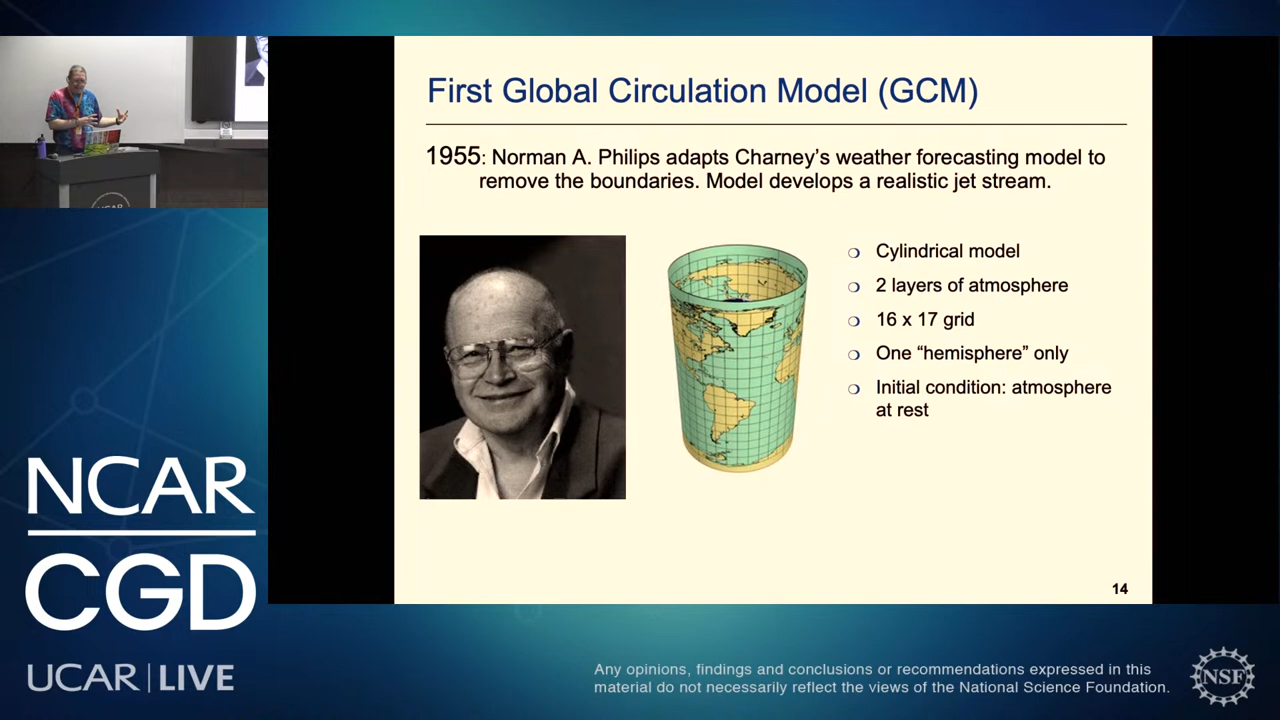 First Global Circulation Model (GCM)
1955: Norman A. Philips adapts Charney’s weather forecasting model to
remove the boundaries. Model develops a realistic jet stream.
❍ Cylindrical model
❍ 2 layers of atmosphere
❍ 16 x 17 grid
❍ One “hemisphere” only
❍ Initial condition: atmosphere
at rest
14
NCAR
NCAR
CGD
UCAR | LIVE
Any opinions, findings and conclusions or recommendations expressed in this
material do not necessarily reflect the views of the National Science Foundation.
NSF